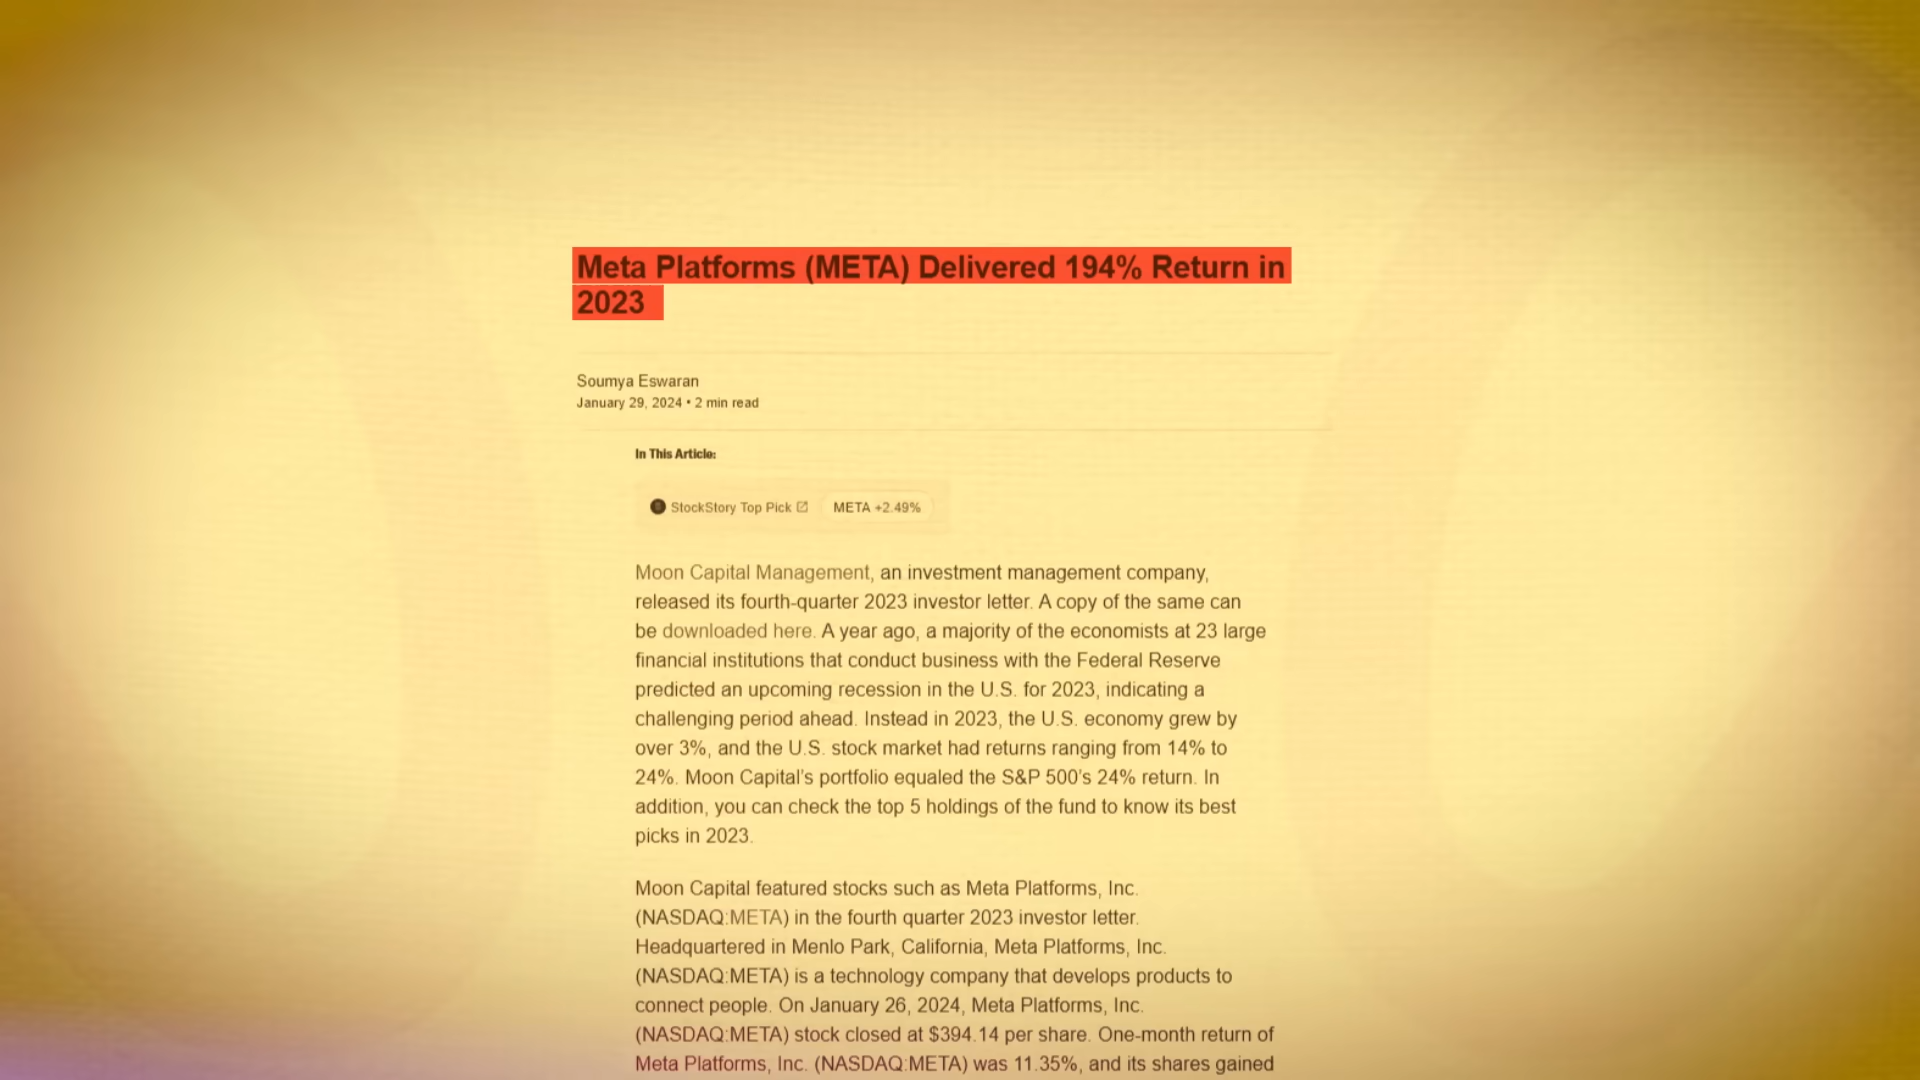 Meta Platforms (META) Delivered 194% Return in
2023
Soumya Eswaran
January 29, 2024 • 2 min read
In This Article:
StockStory Top Pick META +2.49%
Moon Capital Management, an investment management company,
released its fourth-quarter 2023 investor letter. A copy of the same can
be downloaded here. A year ago, a majority of the economists at 23 large
financial institutions that conduct business with the Federal Reserve
predicted an upcoming recession in the U.S. for 2023, indicating a
challenging period ahead. Instead in 2023, the U.S. economy grew by
over 3%, and the U.S. stock market had returns ranging from 14% to
24%. Moon Capital's portfolio equaled the S&P 500's 24% return. In
addition, you can check the top 5 holdings of the fund to know its best
picks in 2023.
Moon Capital featured stocks such as Meta Platforms, Inc.
(NASDAQ:META) in the fourth quarter 2023 investor letter.
Headquartered in Menlo Park, California, Meta Platforms, Inc.
(NASDAQ:META) is a technology company that develops products to
connect people. On January 26, 2024, Meta Platforms, Inc.
(NASDAQ:META) stock closed at $394.14 per share. One-month return of
Meta Platforms, Inc. (NASDAQ:META) was 11.35%, and its shares gained